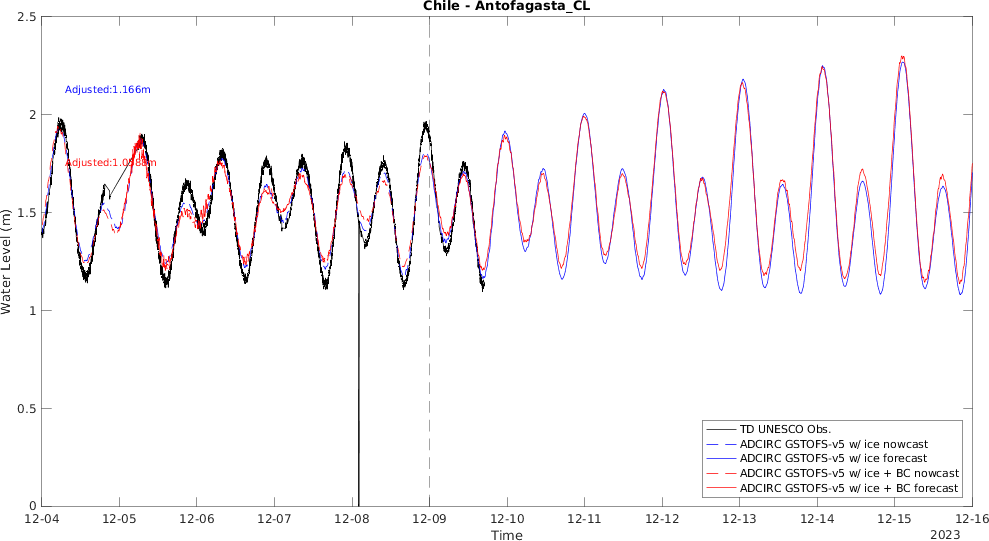 Chile - Antofagasta_CL
2.5
2
1.5
1
0.5
0
Water Level (m)
Adjusted:1.166m
12-04
12-05
12-06
12-07
12-08
12-09
12-10
12-11
12-12
12-13
12-14
12-15
12-16
Time
2023
TD UNESCO Obs.
ADCIRC GSTOFS-v5 w/ ice nowcast
ADCIRC GSTOFS-v5 w/ ice forecast
ADCIRC GSTOFS-v5 w/ ice + BC nowcast
ADCIRC GSTOFS-v5 w/ ice + BC forecast